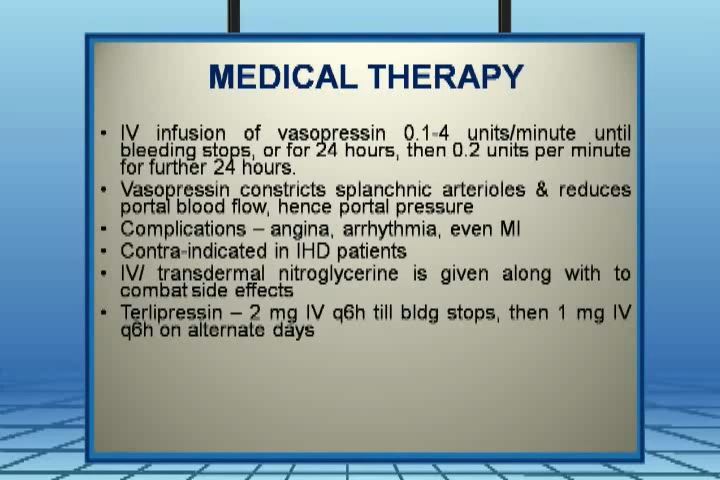 MEDICAL THERAPY
• IV infusion of vasopressin 0.1-4 units/minute until
bleeding stops, or for 24 hours, then 0.2 units per minute
for further 24 hours.
• Vasopressin constricts splanchnic arterioles & reduces
portal blood flow, hence portal pressure
• Complications – angina, arrhythmia, even MI
• Contra-indicated in IHD patients
• IV/ transdermal nitroglycerine is given along with to
combat side effects
• Terlipressin – 2 mg IV q6h till bldg stops, then 1 mg IV
q6h on alternate days